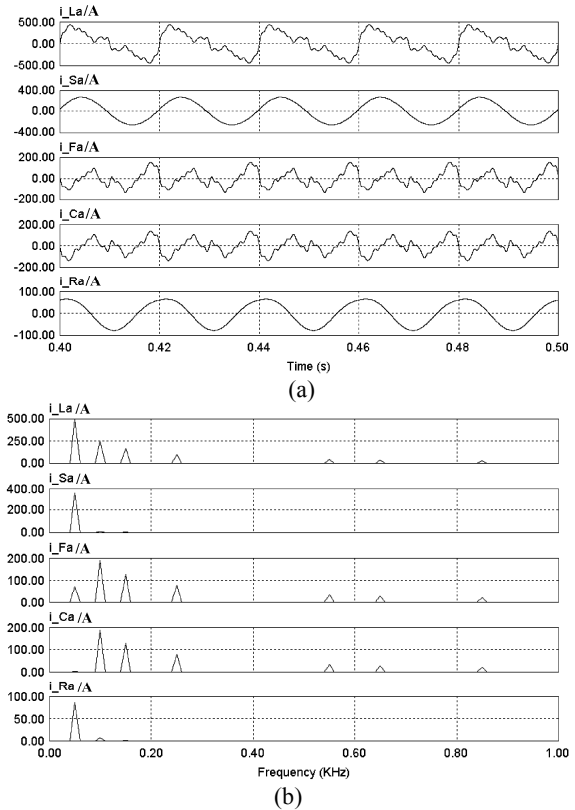 i_La/A
500.00
0.00
-500.00
i_Sa/A
400.00
0.00
-400.00
i_Fa/A
200.00
0.00
-200.00
i_Ca/A
200.00
0.00
-200.00
i_Ra/A
100.00
0.00
-100.00
0.40 0.42 0.44 0.46 0.48 0.50
Time (s)
(a)
i_La/A
500.00
250.00
0.00
i_Sa/A
400.00
200.00
0.00
i_Fa/A
200.00
100.00
0.00
i_Ca/A
200.00
100.00
0.00
i_Ra/A
100.00
50.00
0.00
0.00 0.20 0.40 0.60 0.80 1.00
Frequency (KHz)
(b)